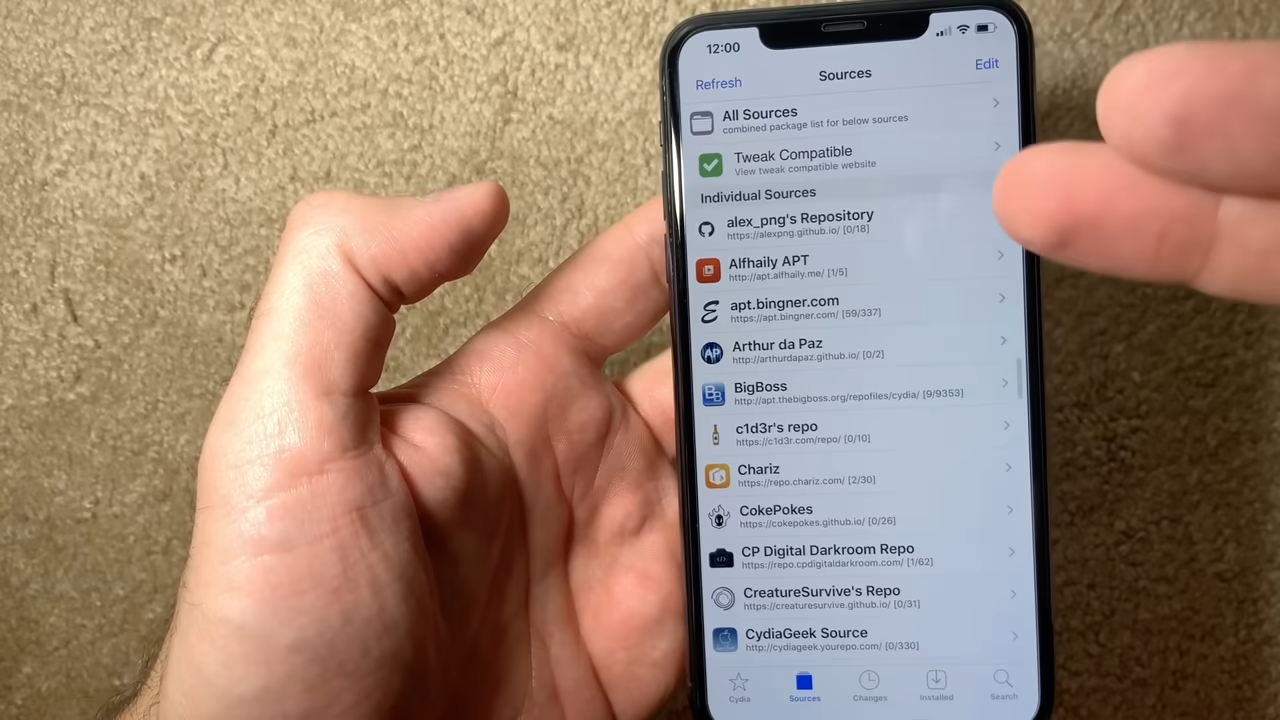 12:00
Refresh
Sources
Edit
All Sources
combined package list for below sources
Tweak Compatible
View tweak compatible website
Individual Sources
alex_png's Repository
https://alexpng.github.io/ [0/18]
Alfhaily APT
http://apt.alfhaily.me/ [1/5]
apt.bingner.com
https://apt.bingner.com/ [59/337]
AP
Arthur da Paz
http://arthurdapaz.github.io/ [0/2]
BB
BigBoss
http://apt.thebigboss.org/repofiles/cydia/ [9/9353]
c1d3r's repo
https://c1d3r.com/repo/ [0/10]
Chariz
https://repo.chariz.com/ [2/30]
CokePokes
https://cokepokes.github.io/ [0/26]
CP Digital Darkroom Repo
https://repo.cpdigitaldarkroom.com/ [1/62]
CreatureSurvive's Repo
https://creaturesurvive.github.io/ [0/31]
CydiaGeek Source
http://cydiageek.yourepo.com/ [0/330]
Cydia
Sources
Changes
Installed
Search